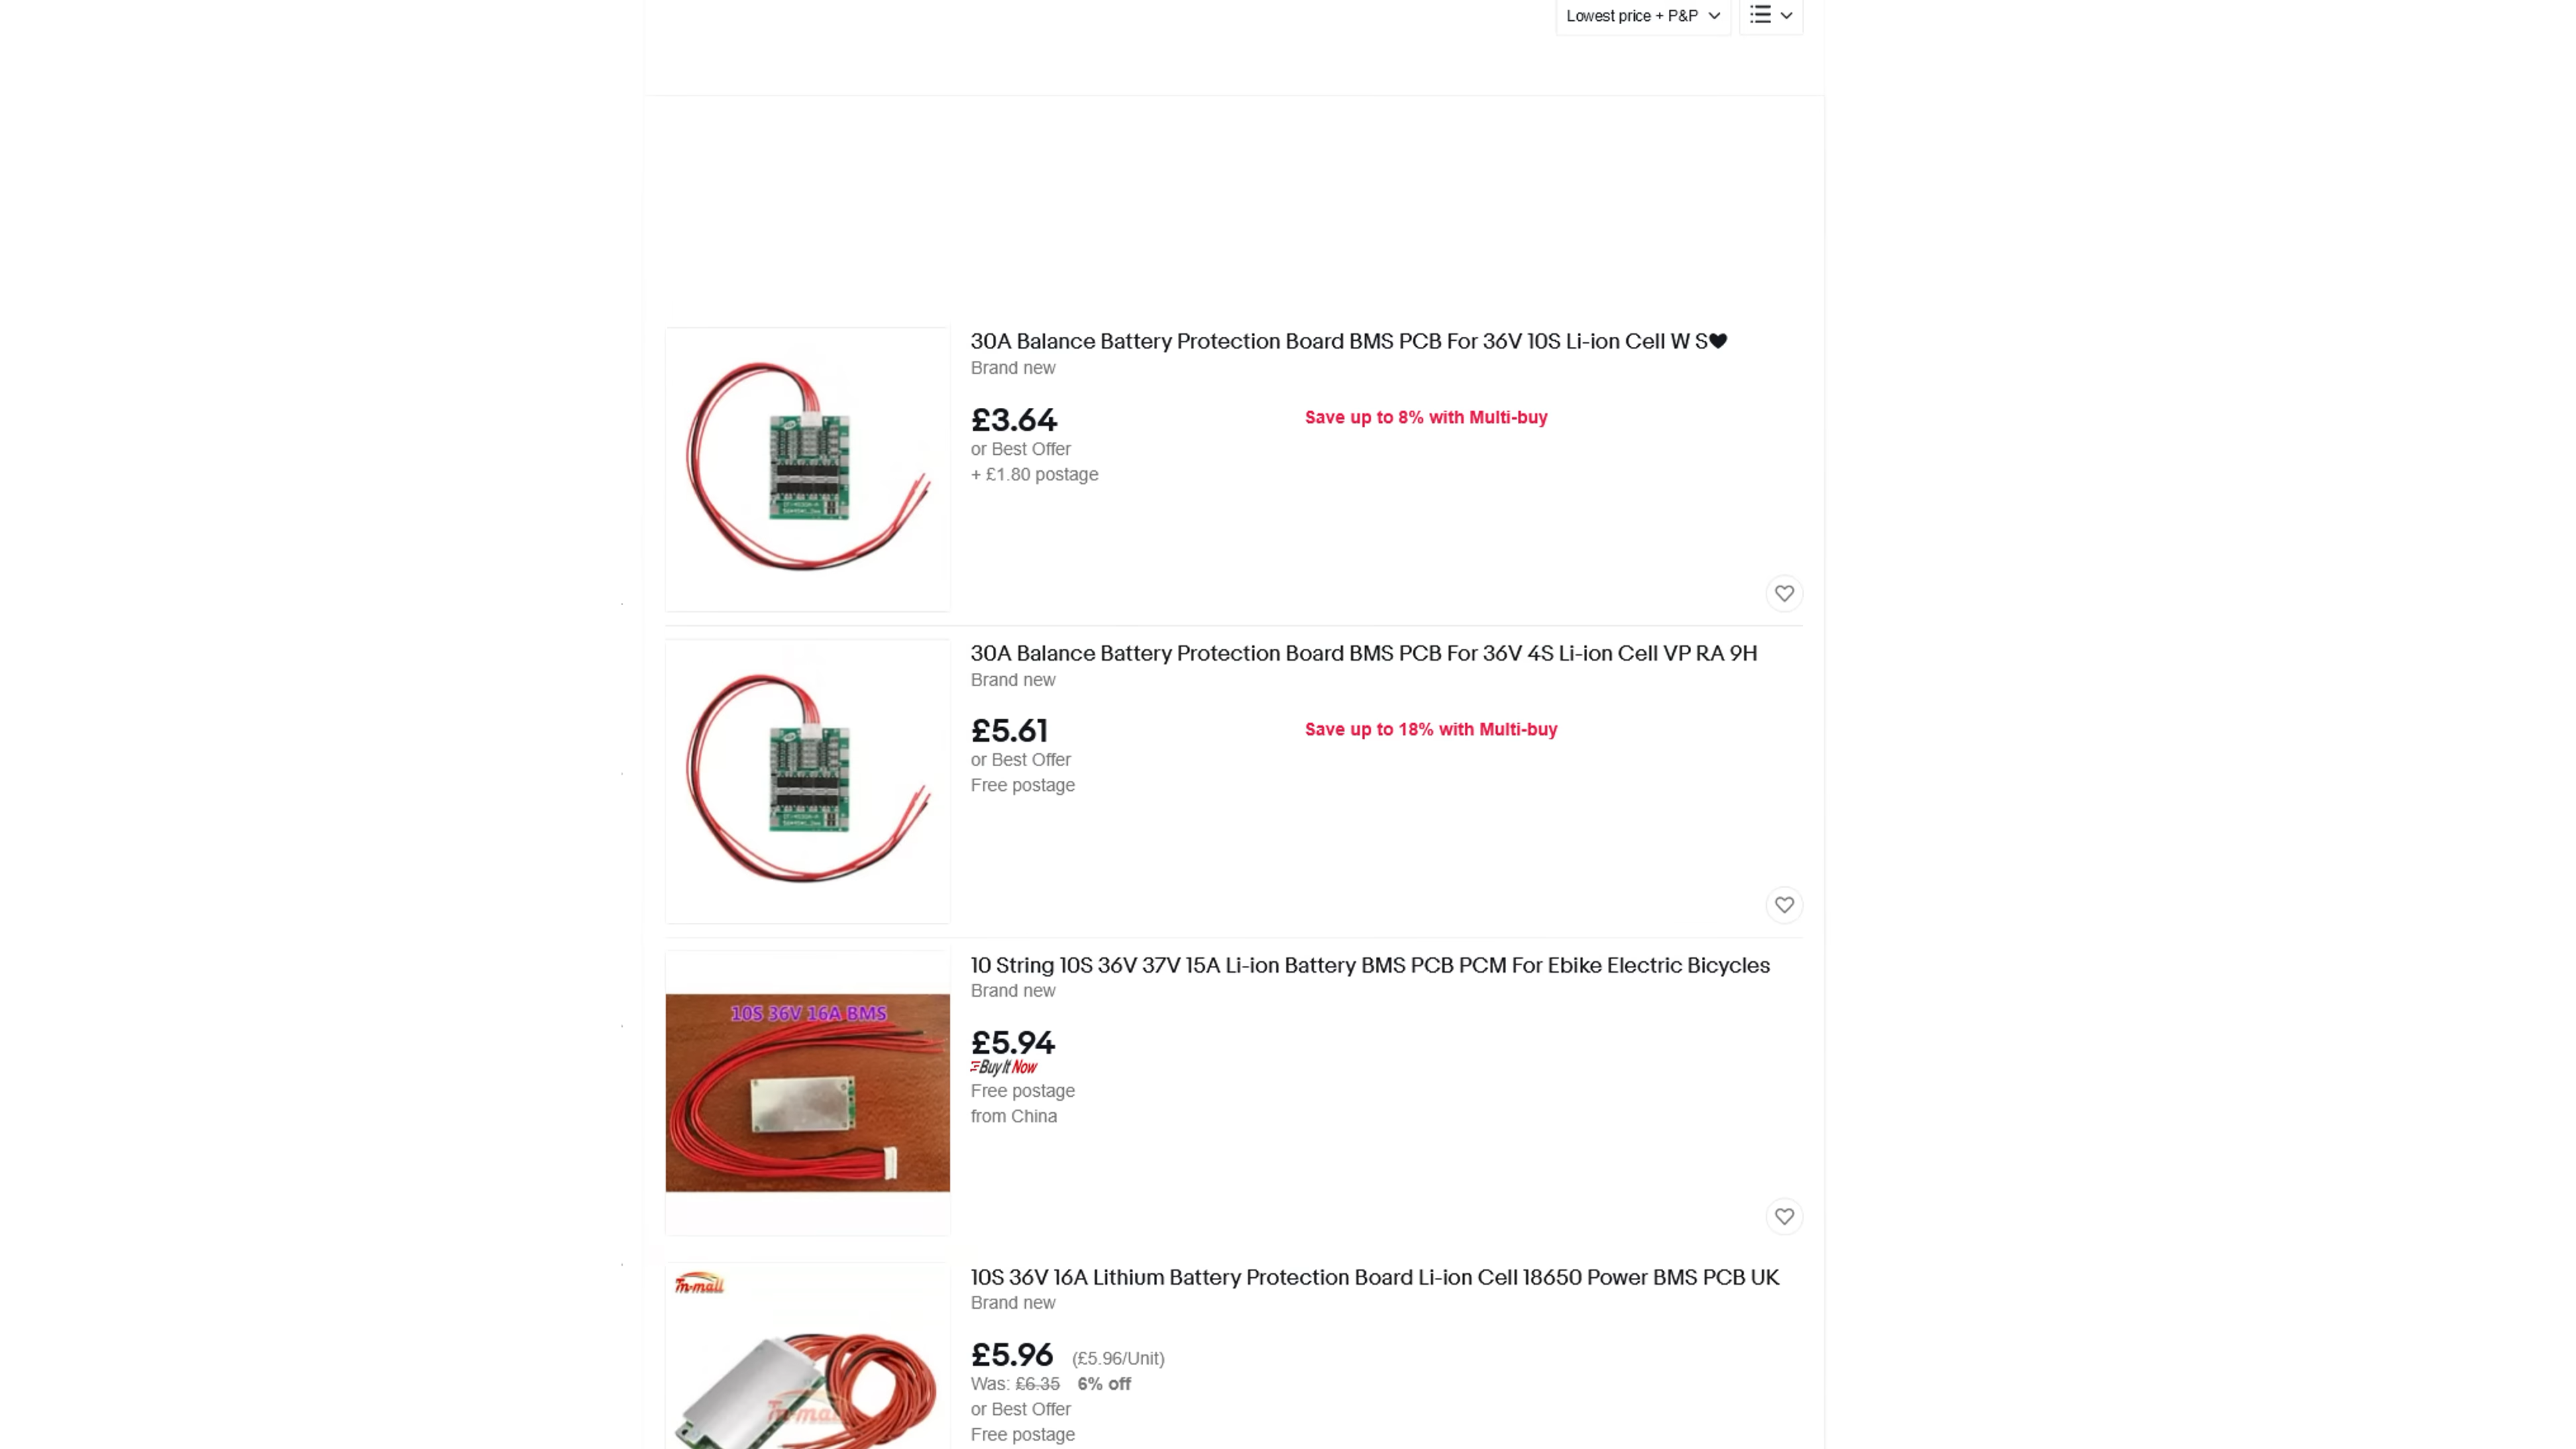 Lowest price + P&P
30A Balance Battery Protection Board BMS PCB For 36V 10S Li-ion Cell W S♥
Brand new
£3.64
Save up to 8% with Multi-buy
or Best Offer
+ £1.80 postage
30A Balance Battery Protection Board BMS PCB For 36V 4S Li-ion Cell VP RA 9H
Brand new
£5.61
Save up to 18% with Multi-buy
or Best Offer
Free postage
10S 36V 16A BMS
10 String 10S 36V 37V 15A Li-ion Battery BMS PCB PCM For Ebike Electric Bicycles
Brand new
£5.94
Buy It Now
Free postage
from China
Tn-mall
10S 36V 16A Lithium Battery Protection Board Li-ion Cell 18650 Power BMS PCB UK
Brand new
£5.96 (£5.96/Unit)
Was: £6.35 6% off
or Best Offer
Free postage